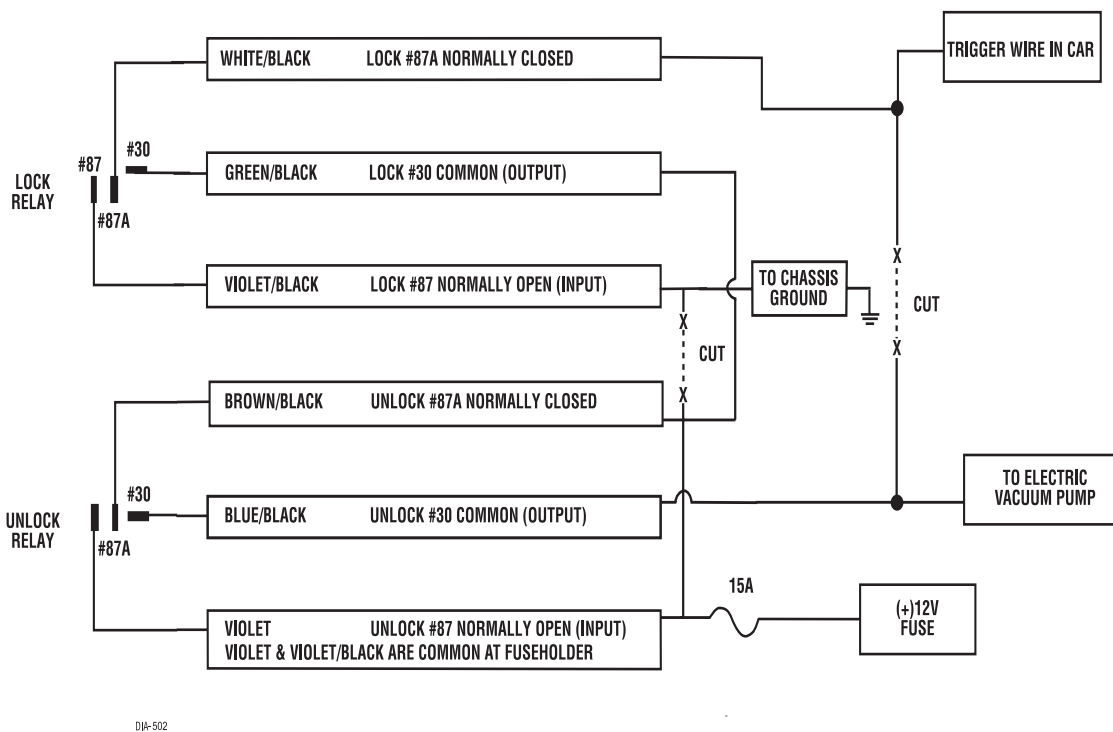 WHITE/BLACK LOCK #87A NORMALLY CLOSED
TRIGGER WIRE IN CAR
#87
#30
LOCK
RELAY
#87A
GREEN/BLACK LOCK #30 COMMON (OUTPUT)
VIOLET/BLACK LOCK #87 NORMALLY OPEN (INPUT)
TO CHASSIS
GROUND
X
CUT
X
X
CUT
X
BROWN/BLACK UNLOCK #87A NORMALLY CLOSED
#30
UNLOCK
RELAY
#87A
BLUE/BLACK UNLOCK #30 COMMON (OUTPUT)
TO ELECTRIC
VACUUM PUMP
15A
(+)12V
FUSE
VIOLET UNLOCK #87 NORMALLY OPEN (INPUT)
VIOLET & VIOLET/BLACK ARE COMMON AT FUSEHOLDER
DIA-502